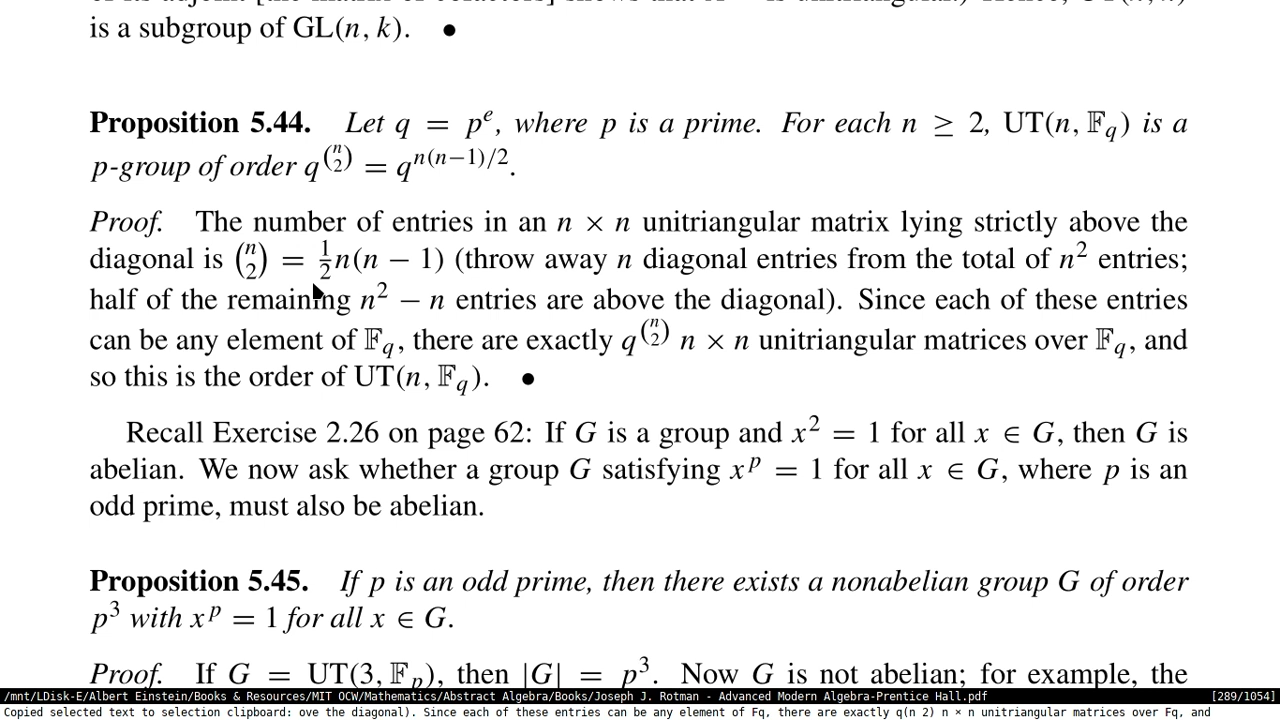 is a subgroup of GL(n, k). •
Proposition 5.44. Let q = p^e, where p is a prime. For each n ≥ 2, UT(n, 𝔽_q) is a
p-group of order q^{\binom{n}{2}} = q^{n(n−1)/2}.
Proof. The number of entries in an n × n unitriangular matrix lying strictly above the
diagonal is \binom{n}{2} = \frac{1}{2}n(n − 1) (throw away n diagonal entries from the total of n^2 entries;
half of the remaining n^2 − n entries are above the diagonal). Since each of these entries
can be any element of 𝔽_q, there are exactly q^{\binom{n}{2}} n × n unitriangular matrices over 𝔽_q, and
so this is the order of UT(n, 𝔽_q). •
Recall Exercise 2.26 on page 62: If G is a group and x^2 = 1 for all x ∈ G, then G is
abelian. We now ask whether a group G satisfying x^p = 1 for all x ∈ G, where p is an
odd prime, must also be abelian.
Proposition 5.45. If p is an odd prime, then there exists a nonabelian group G of order
p^3 with x^p = 1 for all x ∈ G.
Proof. If G = UT(3, 𝔽_p), then |G| = p^3. Now G is not abelian; for example, the
/mnt/LDisk-E/Albert Einstein/Books & Resources/MIT OCW/Mathematics/Abstract Algebra/Books/Joseph J. Rotman - Advanced Modern Algebra-Prentice Hall.pdf [289/1054]
Copied selected text to selection clipboard: ove the diagonal). Since each of these entries can be any element of Fq, there are exactly q(n 2) n × n unitriangular matrices over Fq, and